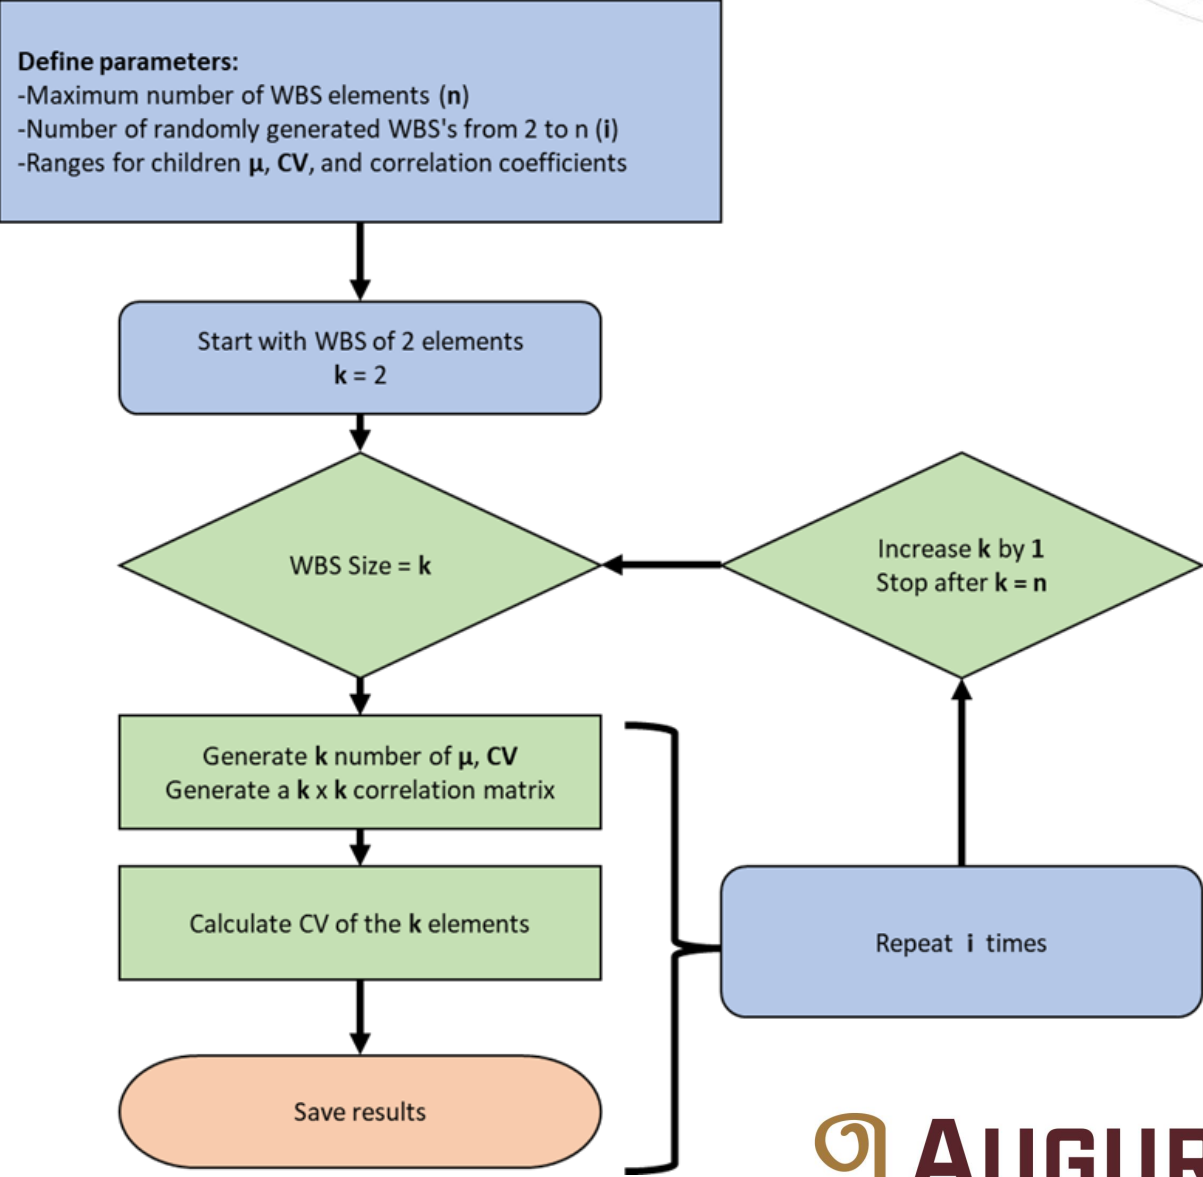 Define parameters:
-Maximum number of WBS elements (n)
-Number of randomly generated WBS's from 2 to n (i)
-Ranges for children μ, CV, and correlation coefficients
Start with WBS of 2 elements
k = 2
WBS Size = k
Increase k by 1
Stop after k = n
Generate k number of μ, CV
Generate a k x k correlation matrix
Calculate CV of the k elements
Repeat i times
Save results